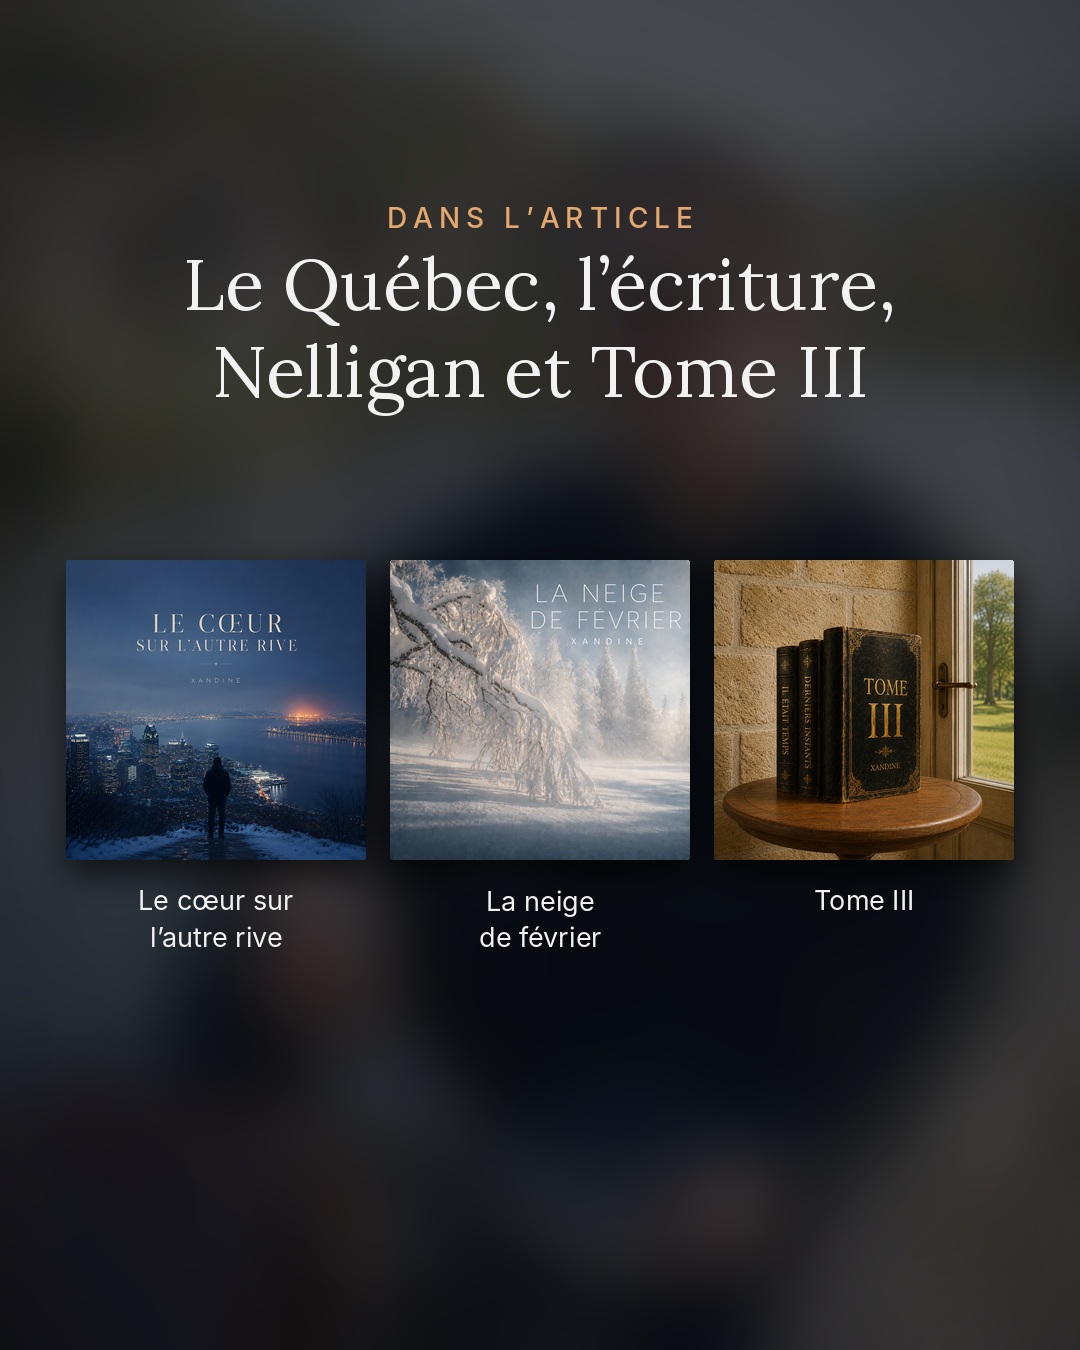 DANS L’ARTICLE
Le Québec, l’écriture,
Nelligan et Tome III
LE CŒUR
SUR L’AUTRE RIVE
XANDINE
LA NEIGE
DE FÉVRIER
XANDINE
IL ÉTAIT TEMPS
DERNIERS INSTANTS
TOME
III
XANDINE
Le cœur sur
l’autre rive
La neige
de février
Tome III